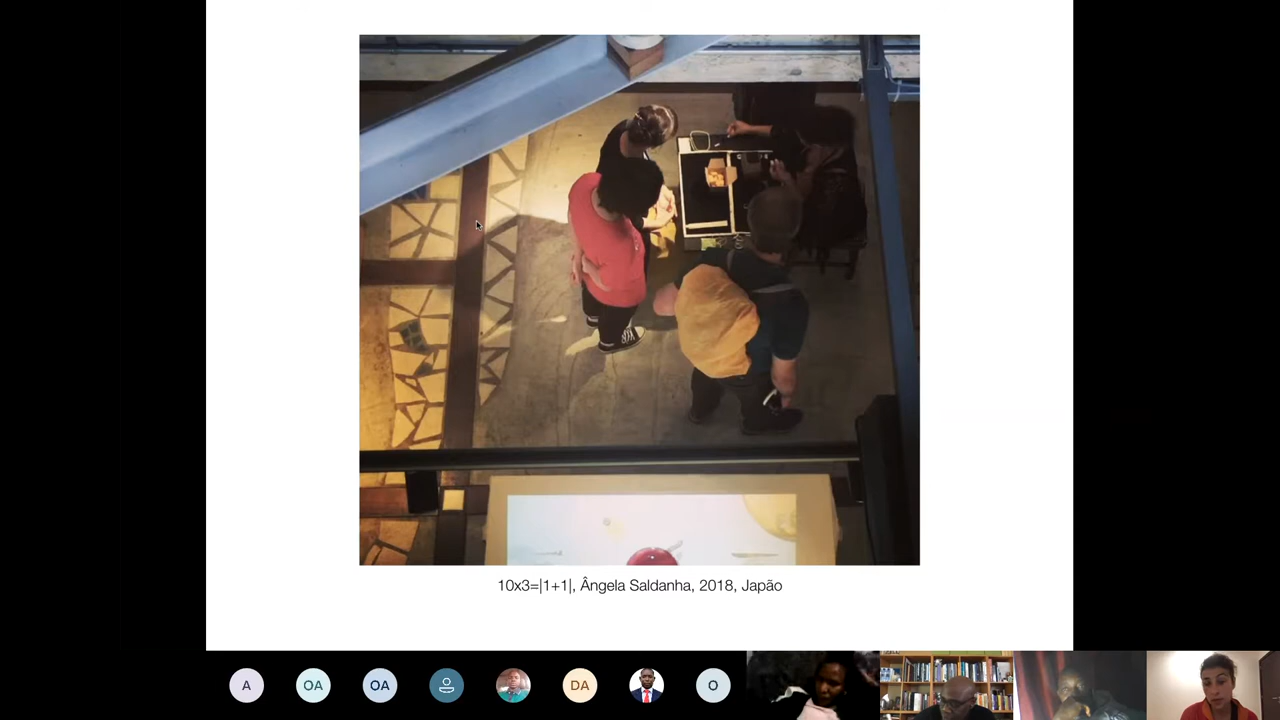 10x3=|1+1|, Ângela Saldanha, 2018, Japão
A
OA
OA
DA
O